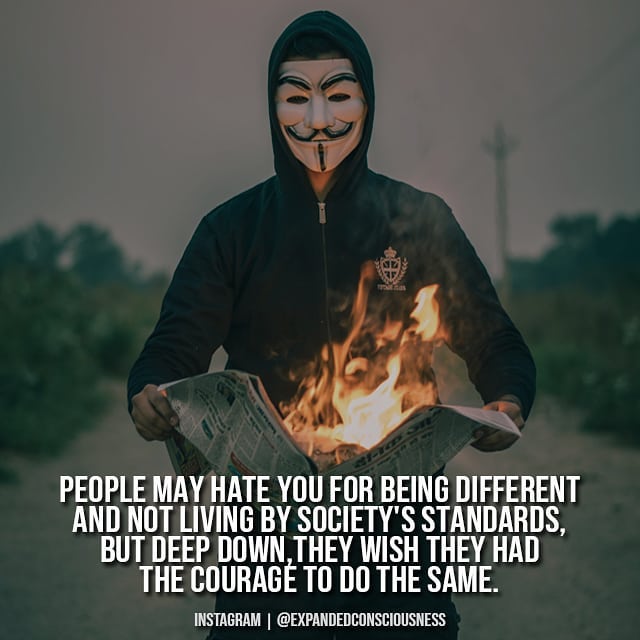 PEOPLE MAY HATE YOU FOR BEING DIFFERENT
AND NOT LIVING BY SOCIETY'S STANDARDS,
BUT DEEP DOWN,THEY WISH THEY HAD
THE COURAGE TO DO THE SAME.
INSTAGRAM | @EXPANDEDCONSCIOUSNESS